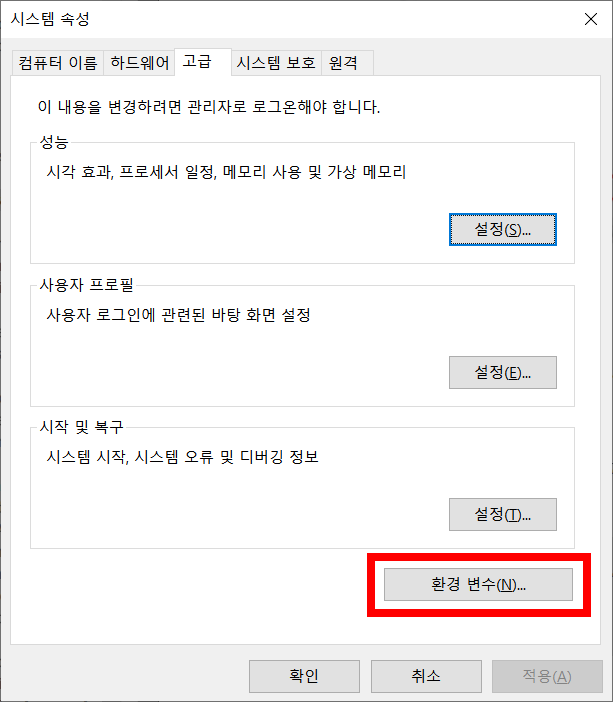 시스템 속성
컴퓨터 이름 하드웨어 고급 시스템 보호 원격
이 내용을 변경하려면 관리자로 로그온해야 합니다.
성능
시각 효과, 프로세서 일정, 메모리 사용 및 가상 메모리
설정(S)...
사용자 프로필
사용자 로그인에 관련된 바탕 화면 설정
설정(E)...
시작 및 복구
시스템 시작, 시스템 오류 및 디버깅 정보
설정(T)...
환경 변수(N)...
확인 취소 적용(A)